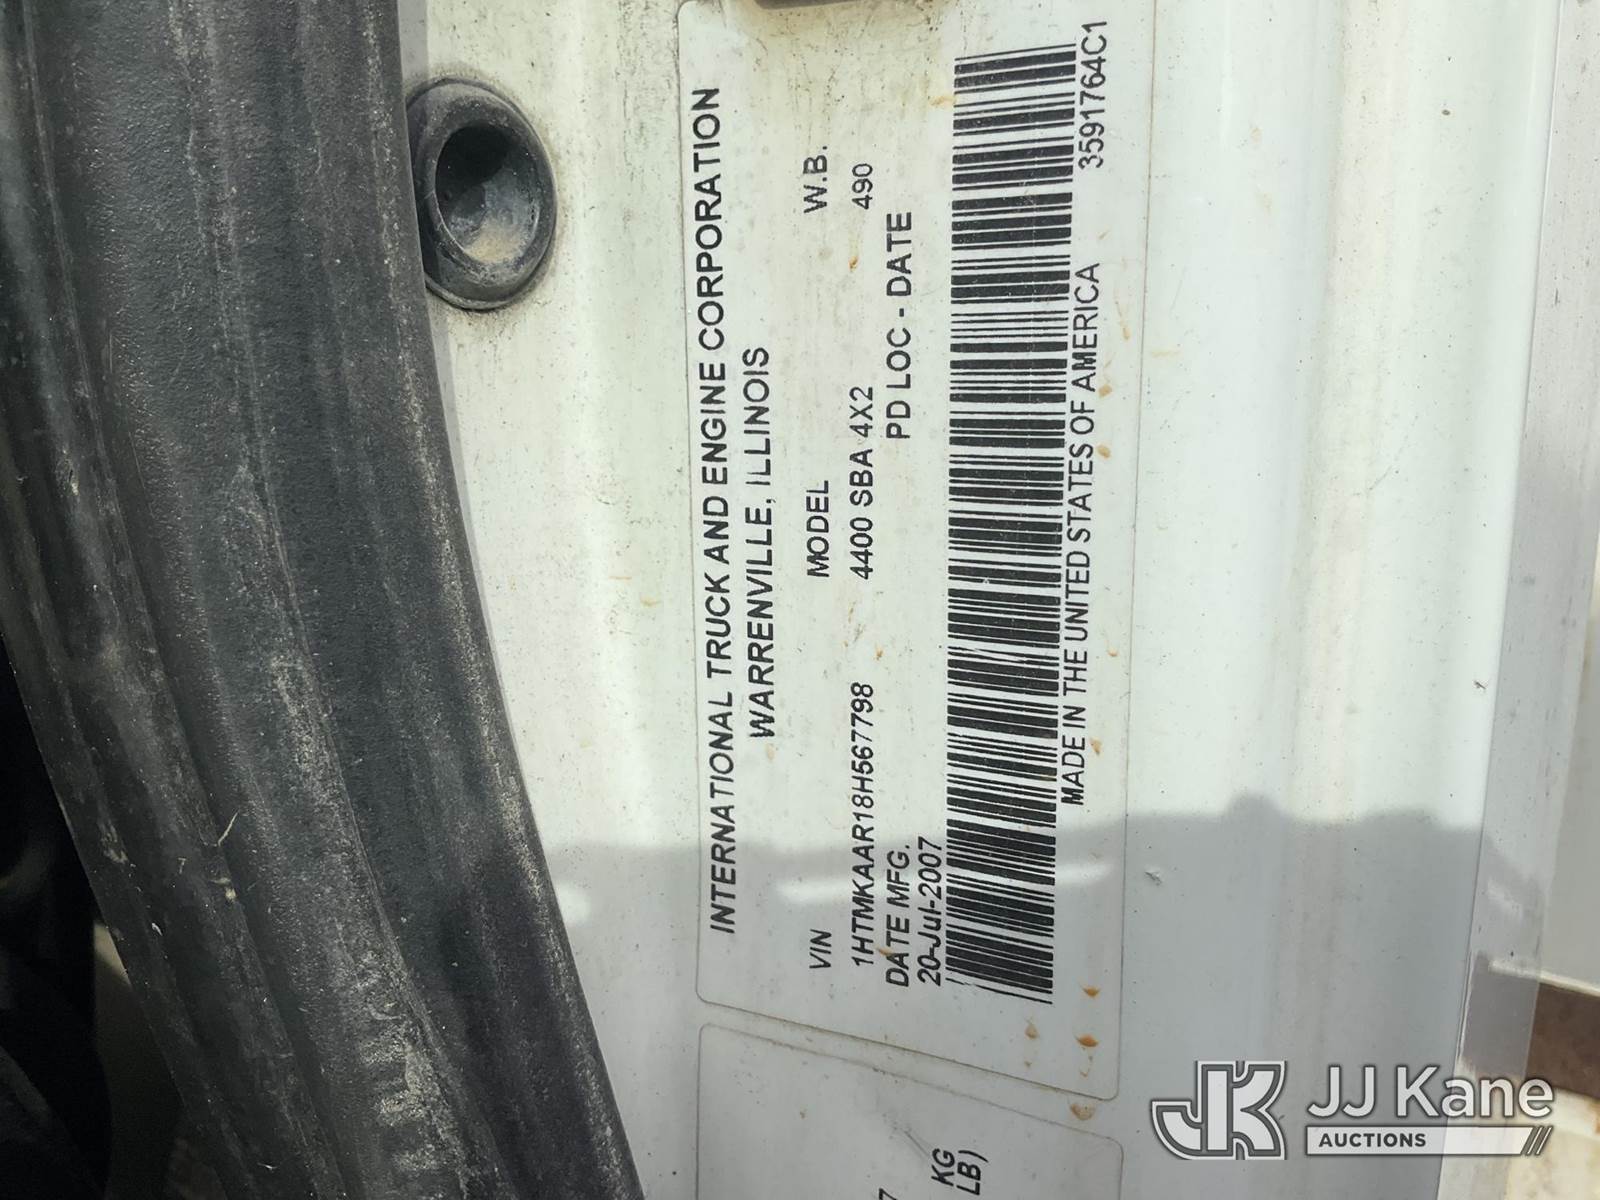 INTERNATIONAL TRUCK AND ENGINE CORPORATION
WARRENVILLE, ILLINOIS
VIN MODEL W.B.
1HTMKAAR18H567798 4400 SBA 4X2 490
DATE MFG. PD LOC - DATE
20-Jul-2007
MADE IN THE UNITED STATES OF AMERICA 3591764C1
KG
LB)
JK JJ Kane
AUCTIONS